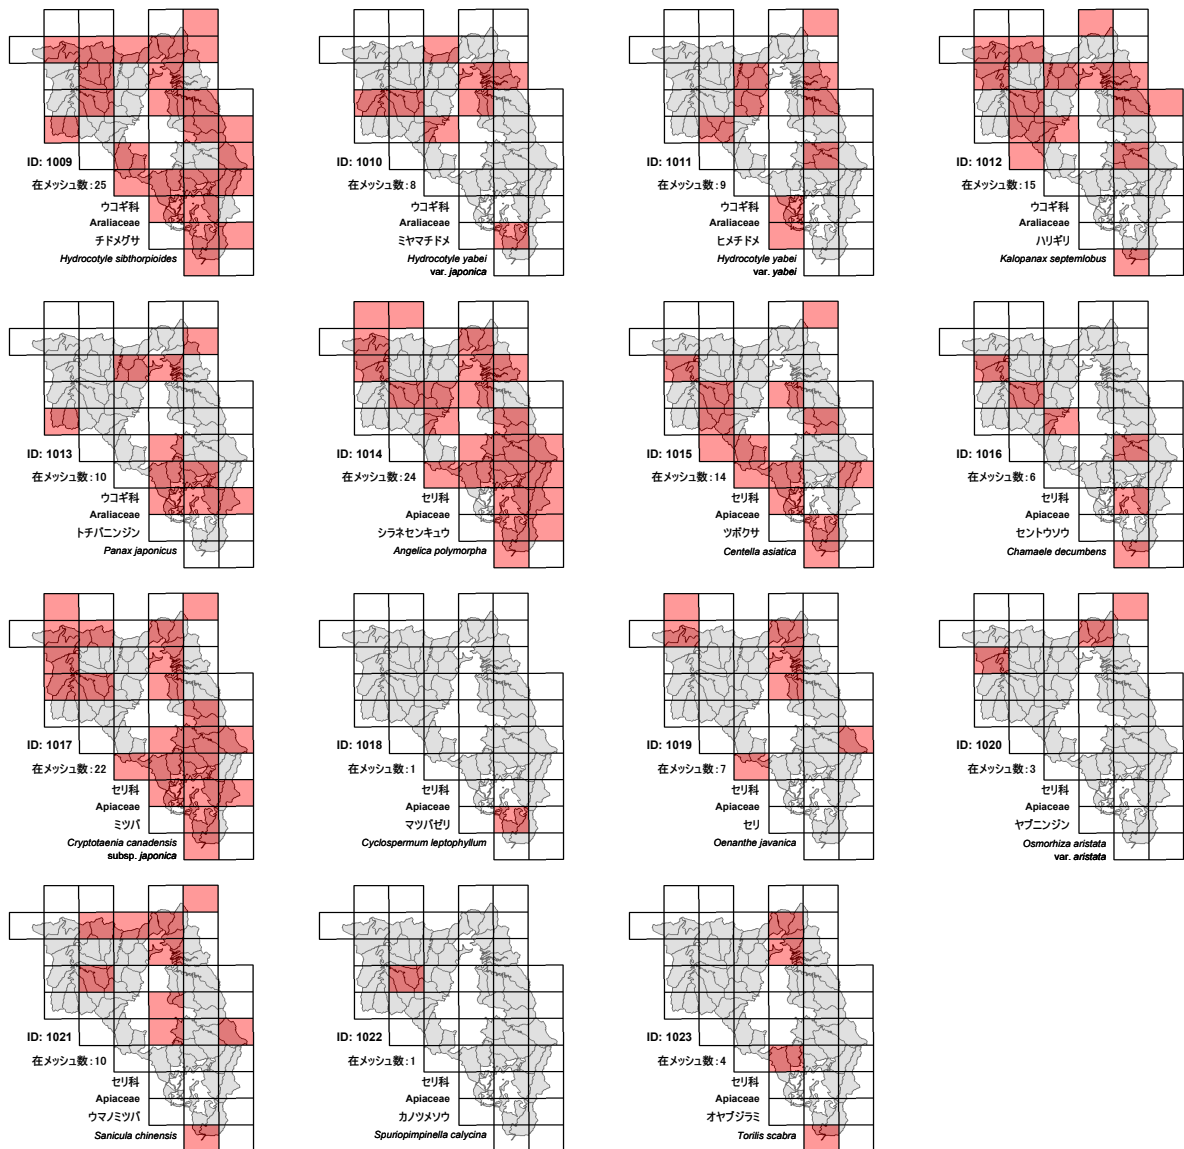 ID: 1009
在メッシュ数:25
ウコギ科
Araliaceae
チドメグサ
Hydrocotyle sibthorpioides
ID: 1010
在メッシュ数:8
ウコギ科
Araliaceae
ミヤマチドメ
Hydrocotyle yabei
var. japonica
ID: 1011
在メッシュ数:9
ウコギ科
Araliaceae
ヒメチドメ
Hydrocotyle yabei
var. yabei
ID: 1012
在メッシュ数:15
ウコギ科
Araliaceae
ハリギリ
Kalopanax septemlobus
ID: 1013
在メッシュ数:10
ウコギ科
Araliaceae
トチバニンジン
Panax japonicus
ID: 1014
在メッシュ数:24
セリ科
Apiaceae
シラネセンキュウ
Angelica polymorpha
ID: 1015
在メッシュ数:14
セリ科
Apiaceae
ツボクサ
Centella asiatica
ID: 1016
在メッシュ数:6
セリ科
Apiaceae
セントウソウ
Chamaele decumbens
ID: 1017
在メッシュ数:22
セリ科
Apiaceae
ミツバ
Cryptotaenia canadensis
subsp. japonica
ID: 1018
在メッシュ数:1
セリ科
Apiaceae
マツバゼリ
Cyclospermum leptophyllum
ID: 1019
在メッシュ数:7
セリ科
Apiaceae
セリ
Oenanthe javanica
ID: 1020
在メッシュ数:3
セリ科
Apiaceae
ヤブニンジン
Osmorhiza aristata
var. aristata
ID: 1021
在メッシュ数:10
セリ科
Apiaceae
ウマノミツバ
Sanicula chinensis
ID: 1022
在メッシュ数:1
セリ科
Apiaceae
カノツメソウ
Spuriopimpinella calycina
ID: 1023
在メッシュ数:4
セリ科
Apiaceae
オヤブジラミ
Torilis scabra